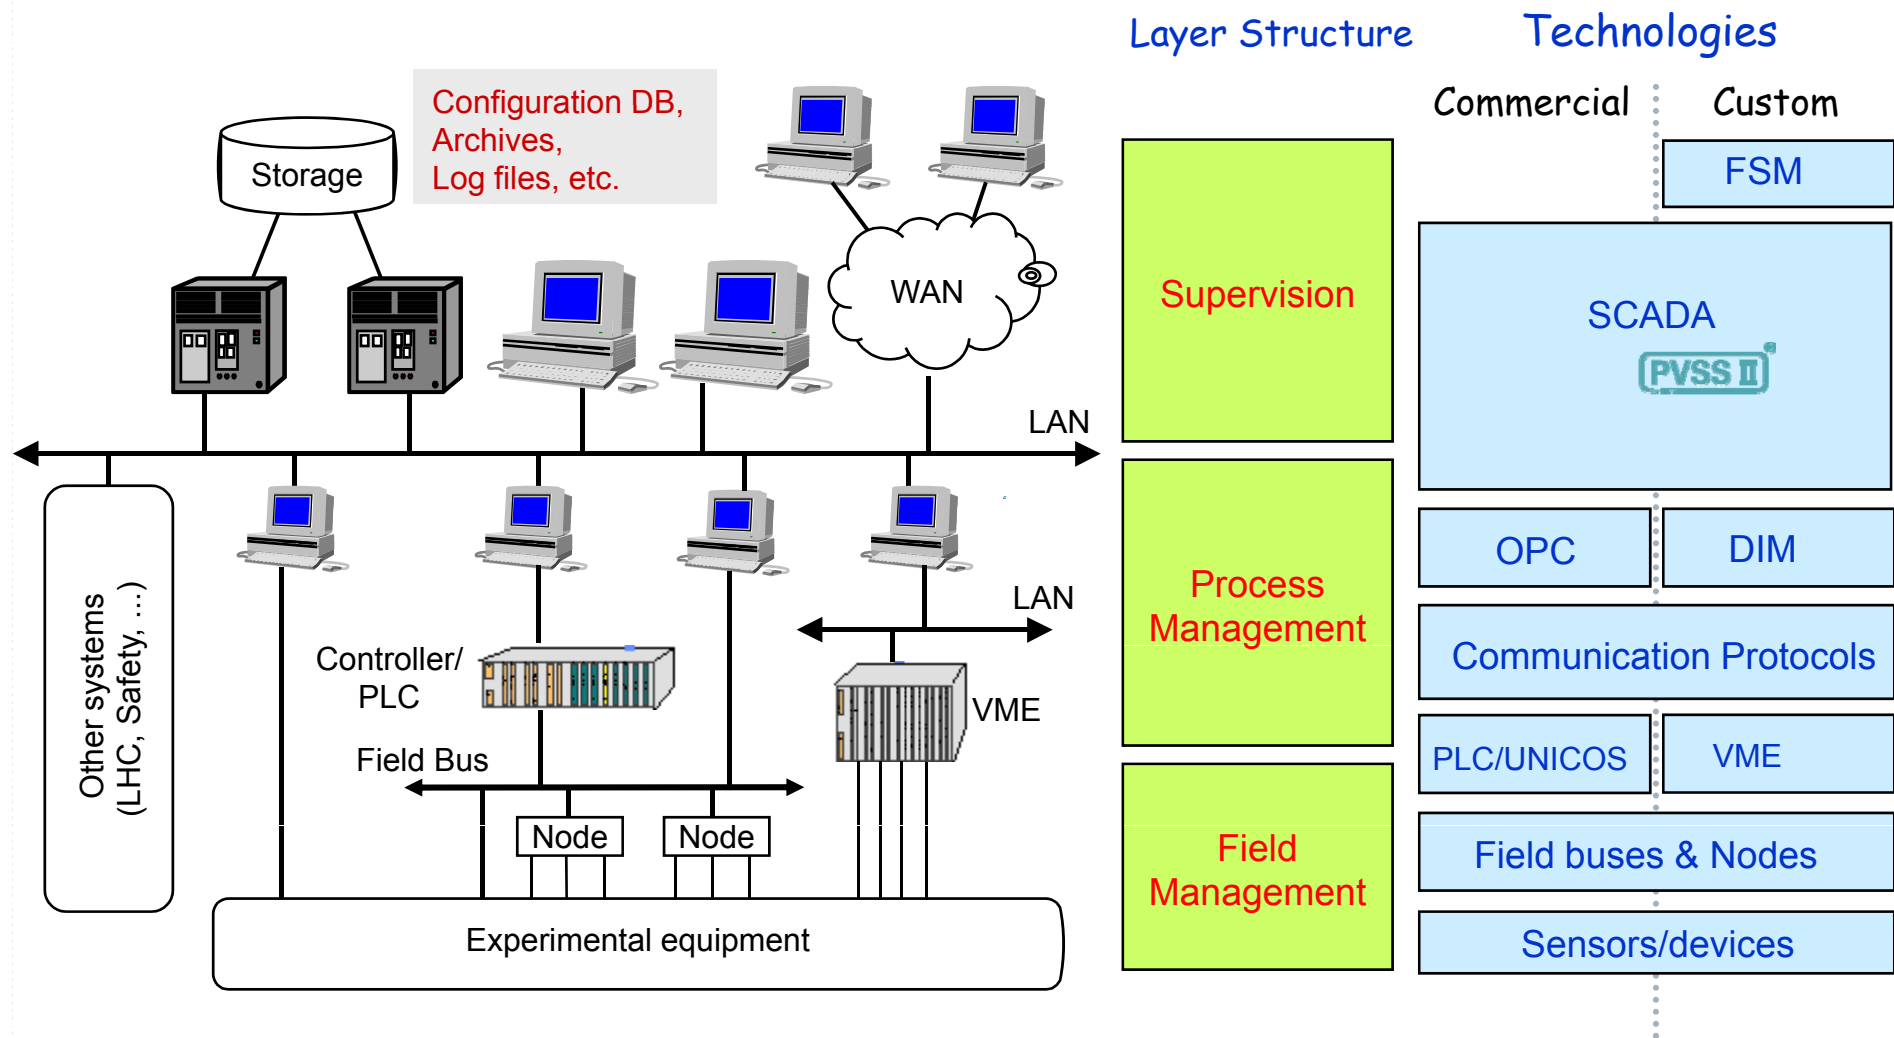 Layer Structure
Technologies
Commercial
Custom
Configuration DB,
Archives,
Log files, etc.
Storage
WAN
LAN
Other systems
(LHC, Safety, ...)
Controller/
PLC
LAN
VME
Field Bus
Node
Node
Experimental equipment
Supervision
Process
Management
Field
Management
FSM
SCADA
PVSS II
OPC
DIM
Communication Protocols
PLC/UNICOS
VME
Field buses & Nodes
Sensors/devices